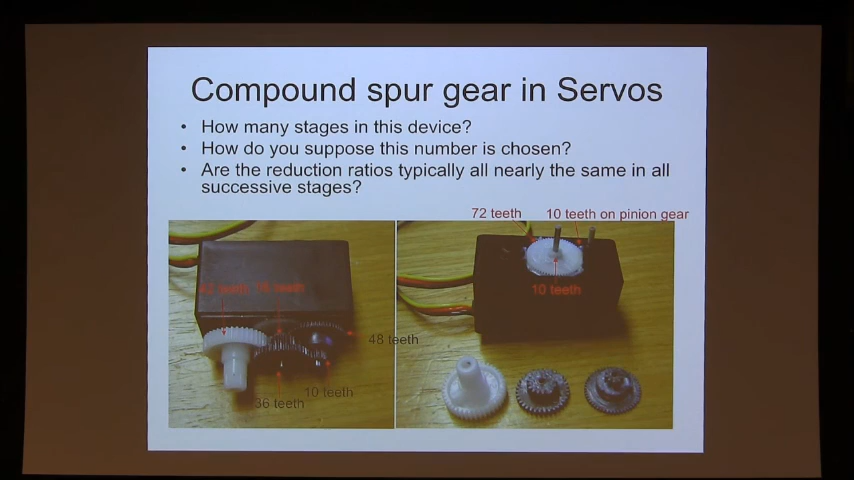 Compound spur gear in Servos
• How many stages in this device?
• How do you suppose this number is chosen?
• Are the reduction ratios typically all nearly the same in all
successive stages?
72 teeth
10 teeth on pinion gear
10 teeth
teeth
teeth
48 teeth
10 teeth
36 teeth